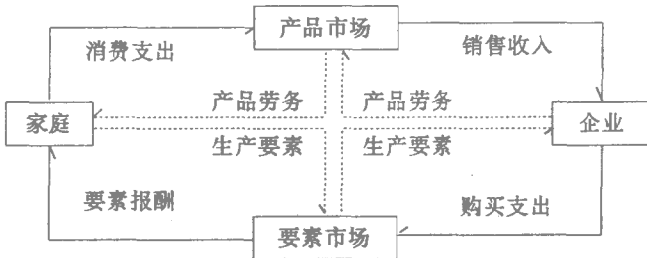 产品市场
消费支出
销售收入
产品劳务 产品劳务
家庭
企业
生产要素 生产要素
要素报酬
购买支出
要素市场